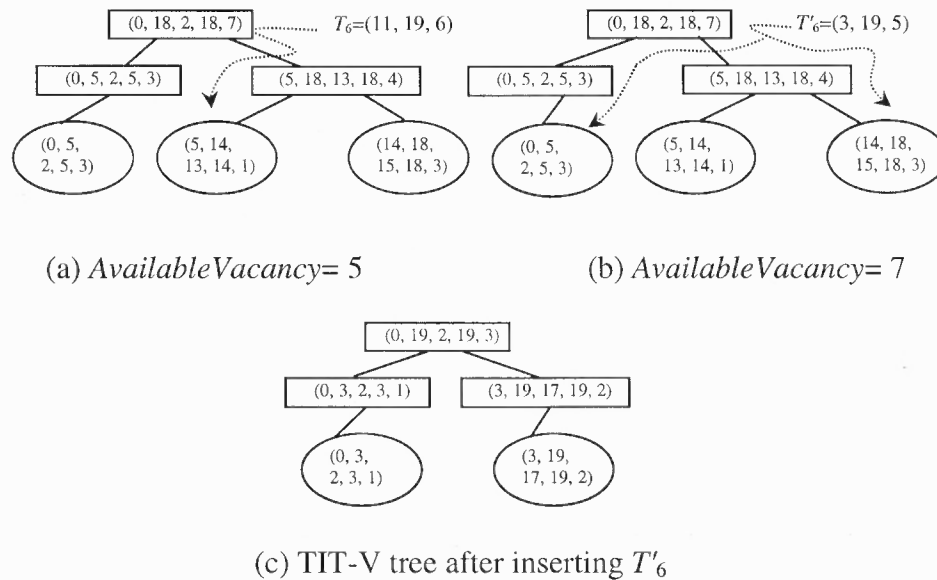 (0, 18, 2, 18, 7)
T₆=(11, 19, 6)
(0, 5, 2, 5, 3)
(5, 18, 13, 18, 4)
(0, 5,
2, 5, 3)
(5, 14,
13, 14, 1)
(14, 18,
15, 18, 3)
(a) AvailableVacancy= 5
(0, 18, 2, 18, 7)
T'₆=(3, 19, 5)
(0, 5, 2, 5, 3)
(5, 18, 13, 18, 4)
(0, 5,
2, 5, 3)
(5, 14,
13, 14, 1)
(14, 18,
15, 18, 3)
(b) AvailableVacancy= 7
(0, 19, 2, 19, 3)
(0, 3, 2, 3, 1)
(3, 19, 17, 19, 2)
(0, 3,
2, 3, 1)
(3, 19,
17, 19, 2)
(c) TIT-V tree after inserting T'₆